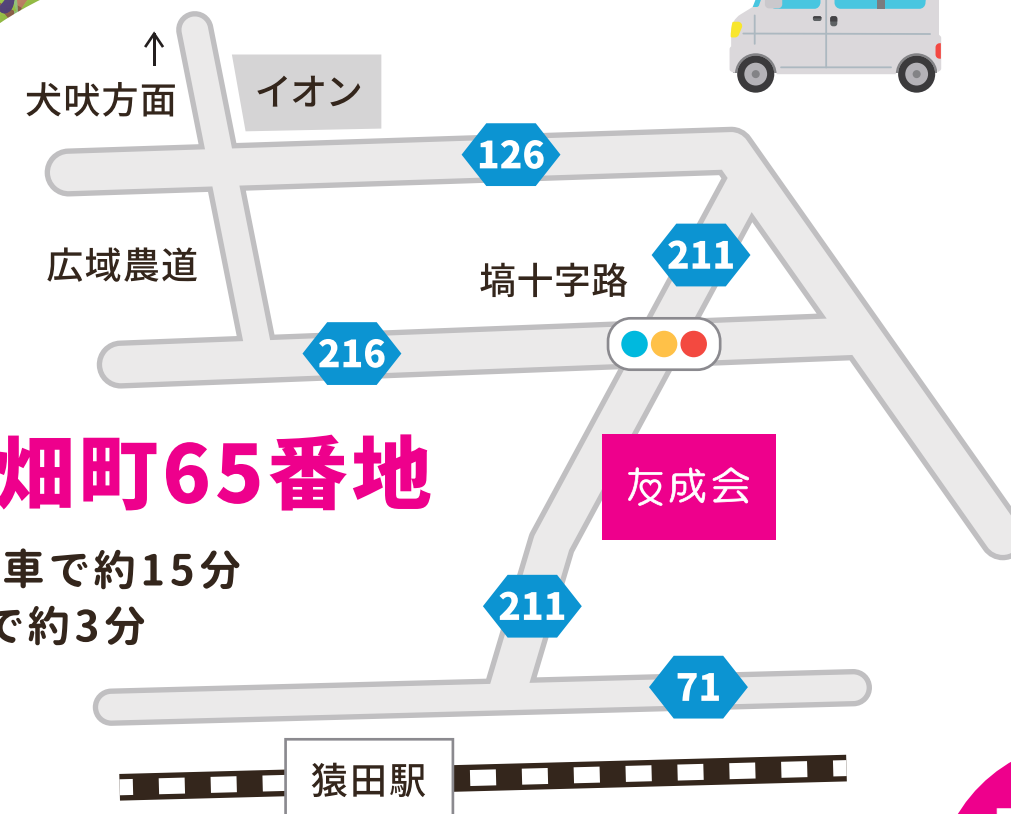 犬吠方面
イオン
126
広域農道
211
塙十字路
216
畑町65番地
友成会
車で約15分
211
で約3分
71
猿田駅